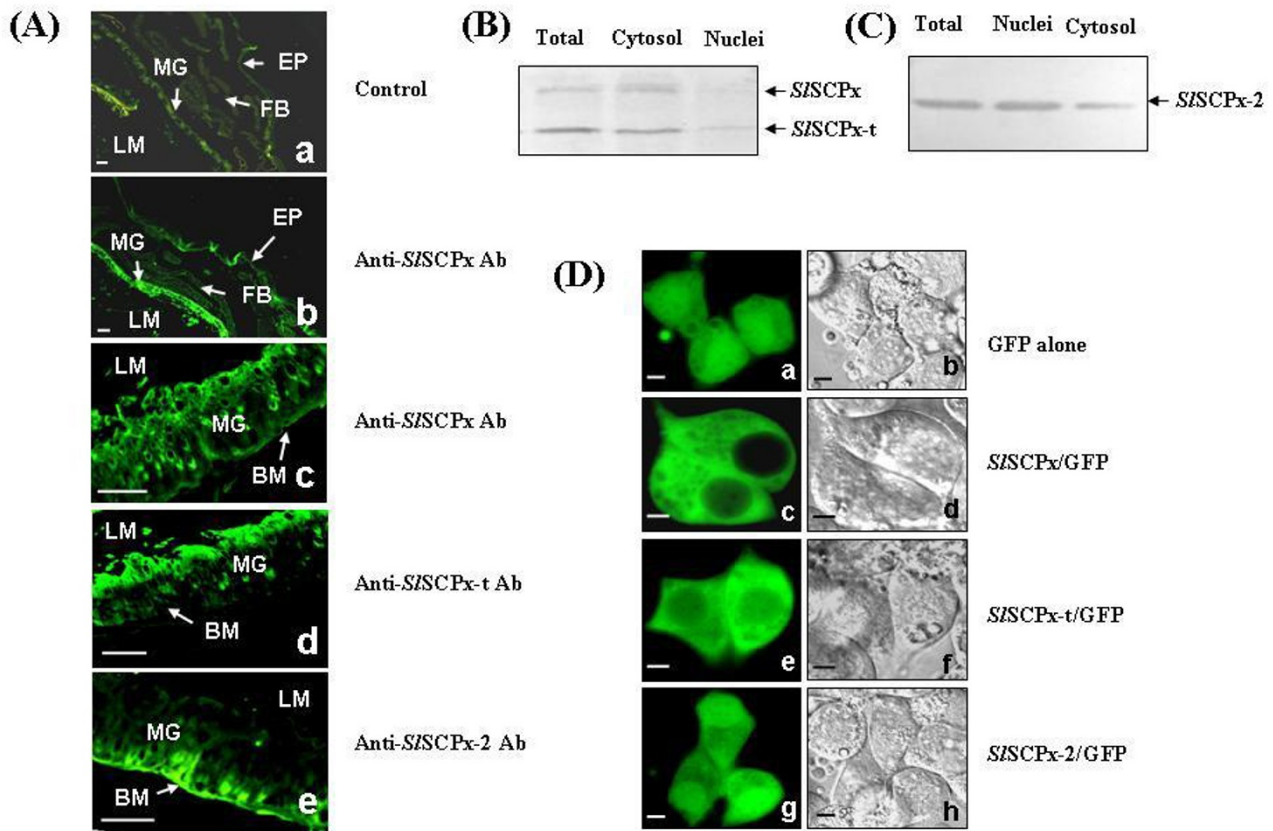 (A)
EP
MG
FB
LM
a
Control
EP
MG
FB
LM
b
Anti-SlSCPx Ab
LM
MG
BM
c
Anti-SlSCPx Ab
LM
MG
BM
d
Anti-SlSCPx-t Ab
LM
MG
BM
e
Anti-SlSCPx-2 Ab
(B)
Total Cytosol Nuclei
SlSCPx
SlSCPx-t
(C)
Total Nuclei Cytosol
SlSCPx-2
(D)
a b
GFP alone
c d
SlSCPx/GFP
e f
SlSCPx-t/GFP
g h
SlSCPx-2/GFP